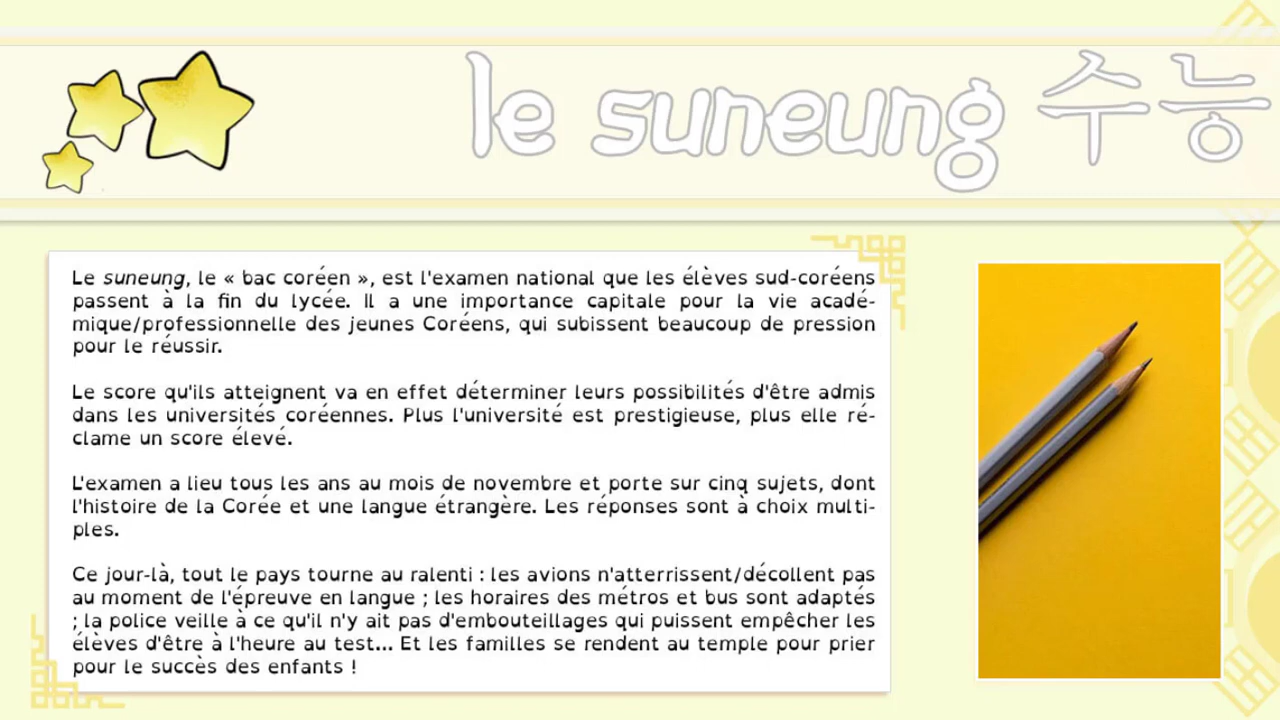 le suneung 수능
Le suneung, le « bac coréen », est l'examen national que les élèves sud-coréens
passent à la fin du lycée. Il a une importance capitale pour la vie acadé-
mique/professionnelle des jeunes Coréens, qui subissent beaucoup de pression
pour le réussir.
Le score qu'ils atteignent va en effet déterminer leurs possibilités d'être admis
dans les universités coréennes. Plus l'université est prestigieuse, plus elle ré-
clame un score élevé.
L'examen a lieu tous les ans au mois de novembre et porte sur cinq sujets, dont
l'histoire de la Corée et une langue étrangère. Les réponses sont à choix multi-
ples.
Ce jour-là, tout le pays tourne au ralenti : les avions n'atterrissent/décollent pas
au moment de l'épreuve en langue ; les horaires des métros et bus sont adaptés
; la police veille à ce qu'il n'y ait pas d'embouteillages qui puissent empêcher les
élèves d'être à l'heure au test... Et les familles se rendent au temple pour prier
pour le succès des enfants !